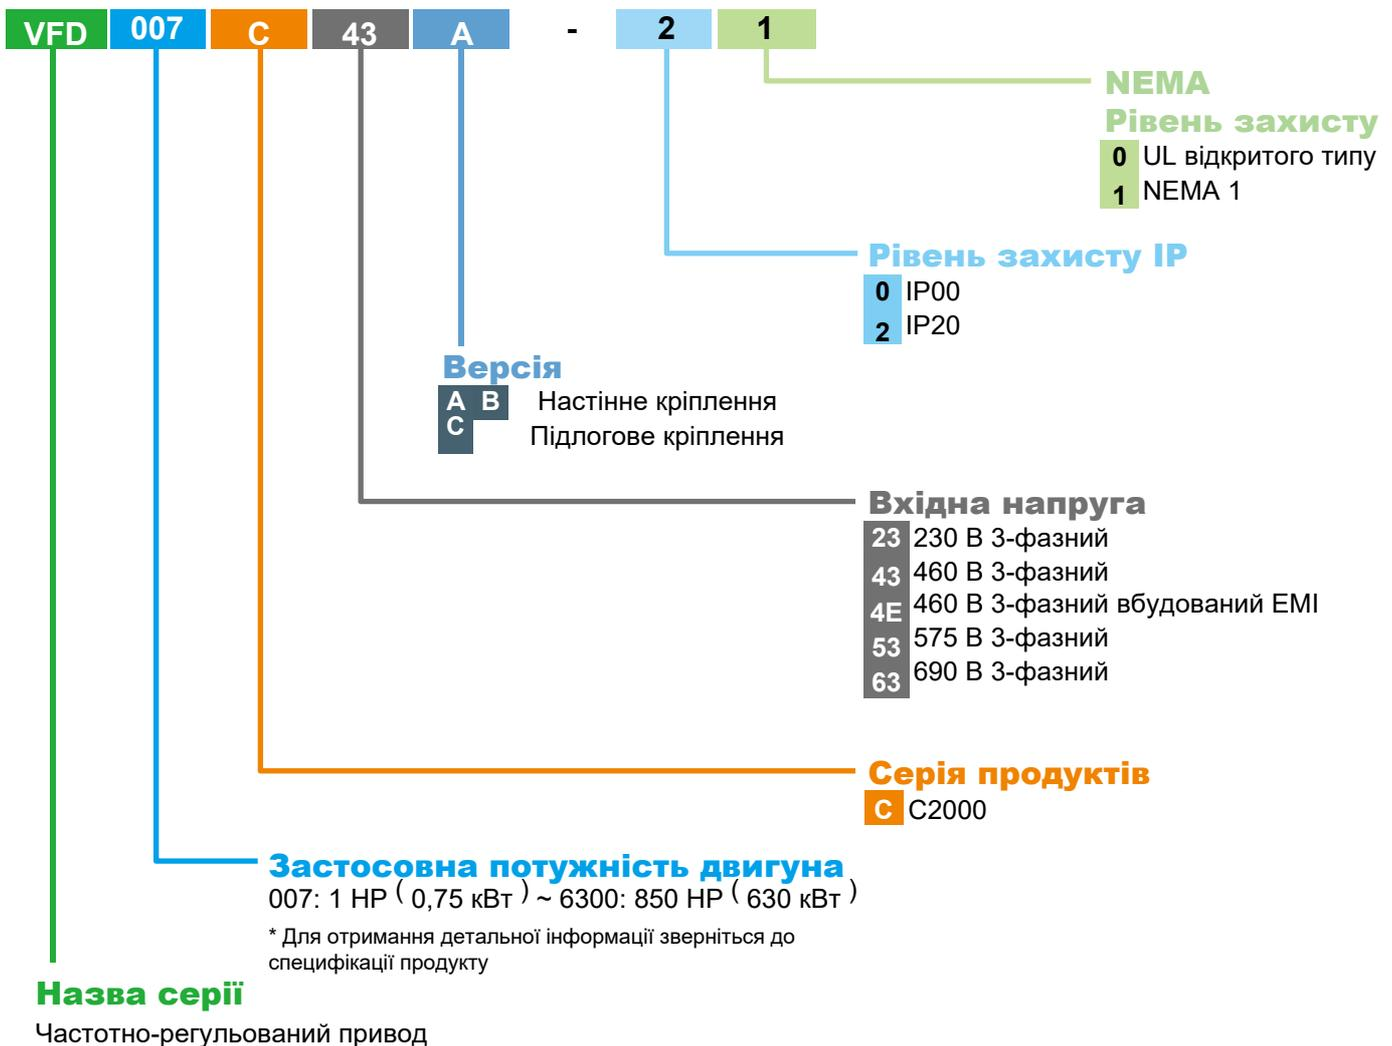 VFD 007 C 43 A - 2 1
NEMA
Рівень захисту
0 UL відкритого типу
1 NEMA 1
Рівень захисту IP
0 IP00
2 IP20
Версія
A B Настінне кріплення
C Підлогове кріплення
Вхідна напруга
23 230 В 3-фазний
43 460 В 3-фазний
4E 460 В 3-фазний вбудований EMI
53 575 В 3-фазний
63 690 В 3-фазний
Серія продуктів
C C2000
Застосовна потужність двигуна
007: 1 HP ( 0,75 кВт ) ~ 6300: 850 HP ( 630 кВт )
* Для отримання детальної інформації зверніться до
специфікації продукту
Назва серії
Частотно-регульований привод